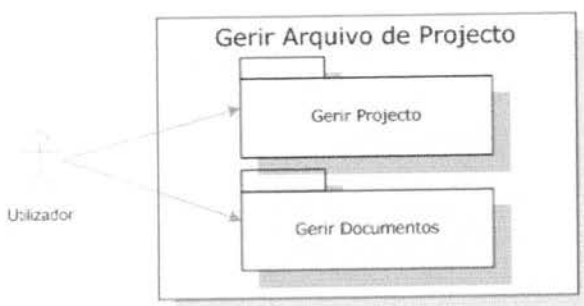 Gerir Arquivo de Projecto
Gerir Projecto
Utilizador
Gerir Documentos